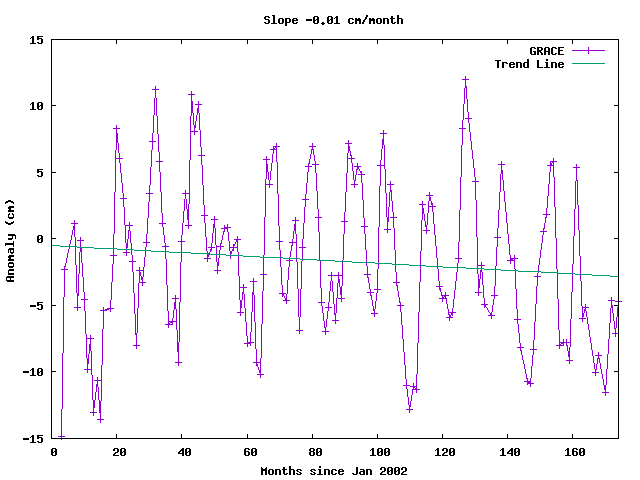 Slope -0.01 cm/month
GRACE
Trend Line
15
10
5
0
-5
-10
-15
Anomaly (cm)
0 20 40 60 80 100 120 140 160
Months since Jan 2002